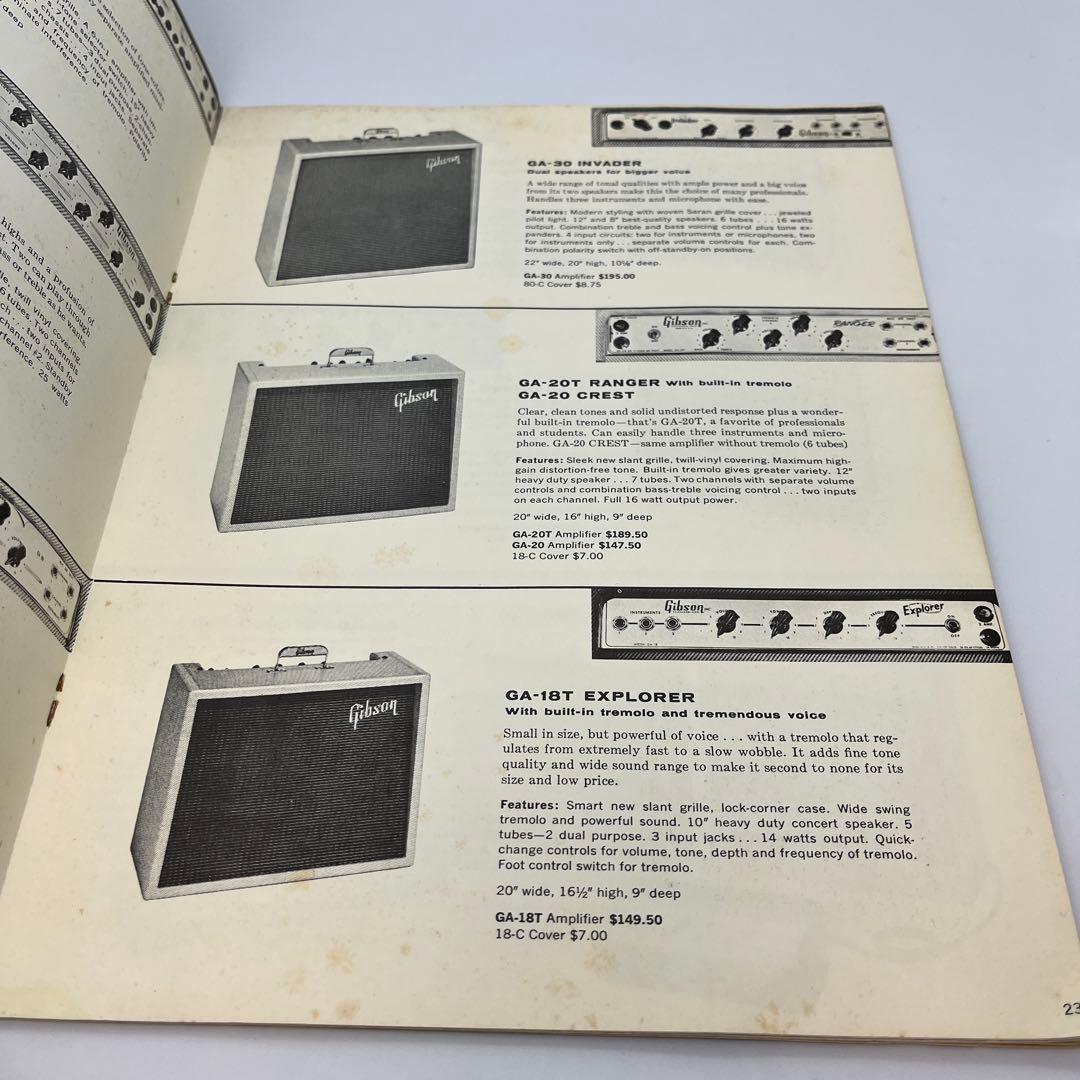 Gibson
GA-30 INVADER
Dual speakers for bigger voice
A wide range of tonal qualities with ample power and a big voice
from its two speakers make this the choice of many professionals.
Handles three instruments and microphone with ease.
Features: Modern styling with woven Saran grille cover . . . jeweled
pilot light. 12" and 8" best-quality speakers. 6 tubes . . . 16 watts
output. Combination treble and bass voicing control plus tone ex-
panders. 4 input circuits: two for instruments or microphones, two
for instruments only . . . separate volume controls for each. Com-
bination polarity switch with off-standby-on positions.
22" wide, 20" high, 10⅛" deep.
GA-30 Amplifier $195.00
80-C Cover $8.75
Gibson
RANGER
Gibson
GA-20T RANGER With built-in tremolo
GA-20 CREST
Clear, clean tones and solid undistorted response plus a wonder-
ful built-in tremolo—that's GA-20T, a favorite of professionals
and students. Can easily handle three instruments and micro-
phone. GA-20 CREST—same amplifier without tremolo (6 tubes)
Features: Sleek new slant grille, twill-vinyl covering. Maximum high-
gain distortion-free tone. Built-in tremolo gives greater variety. 12"
heavy duty speaker . . . 7 tubes. Two channels with separate volume
controls and combination bass-treble voicing control . . . two inputs
on each channel. Full 16 watt output power.
20" wide, 16" high, 9" deep
GA-20T Amplifier $189.50
GA-20 Amplifier $147.50
18-C Cover $7.00
INSTRUMENTS
Gibson
Explorer
ON
OFF
Gibson
GA-18T EXPLORER
With built-in tremolo and tremendous voice
Small in size, but powerful of voice . . . with a tremolo that reg-
ulates from extremely fast to a slow wobble. It adds fine tone
quality and wide sound range to make it second to none for its
size and low price.
Features: Smart new slant grille, lock-corner case. Wide swing
tremolo and powerful sound. 10" heavy duty concert speaker. 5
tubes—2 dual purpose. 3 input jacks . . . 14 watts output. Quick-
change controls for volume, tone, depth and frequency of tremolo.
Foot control switch for tremolo.
20" wide, 16½" high, 9" deep
GA-18T Amplifier $149.50
18-C Cover $7.00
23